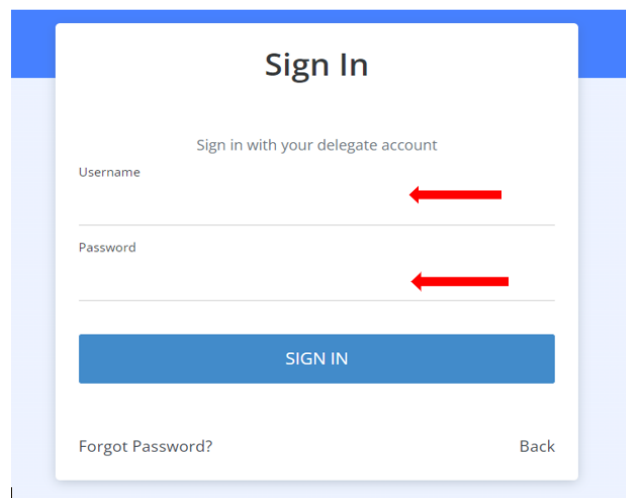 Sign In
Sign in with your delegate account
Username
Password
SIGN IN
Forgot Password? Back